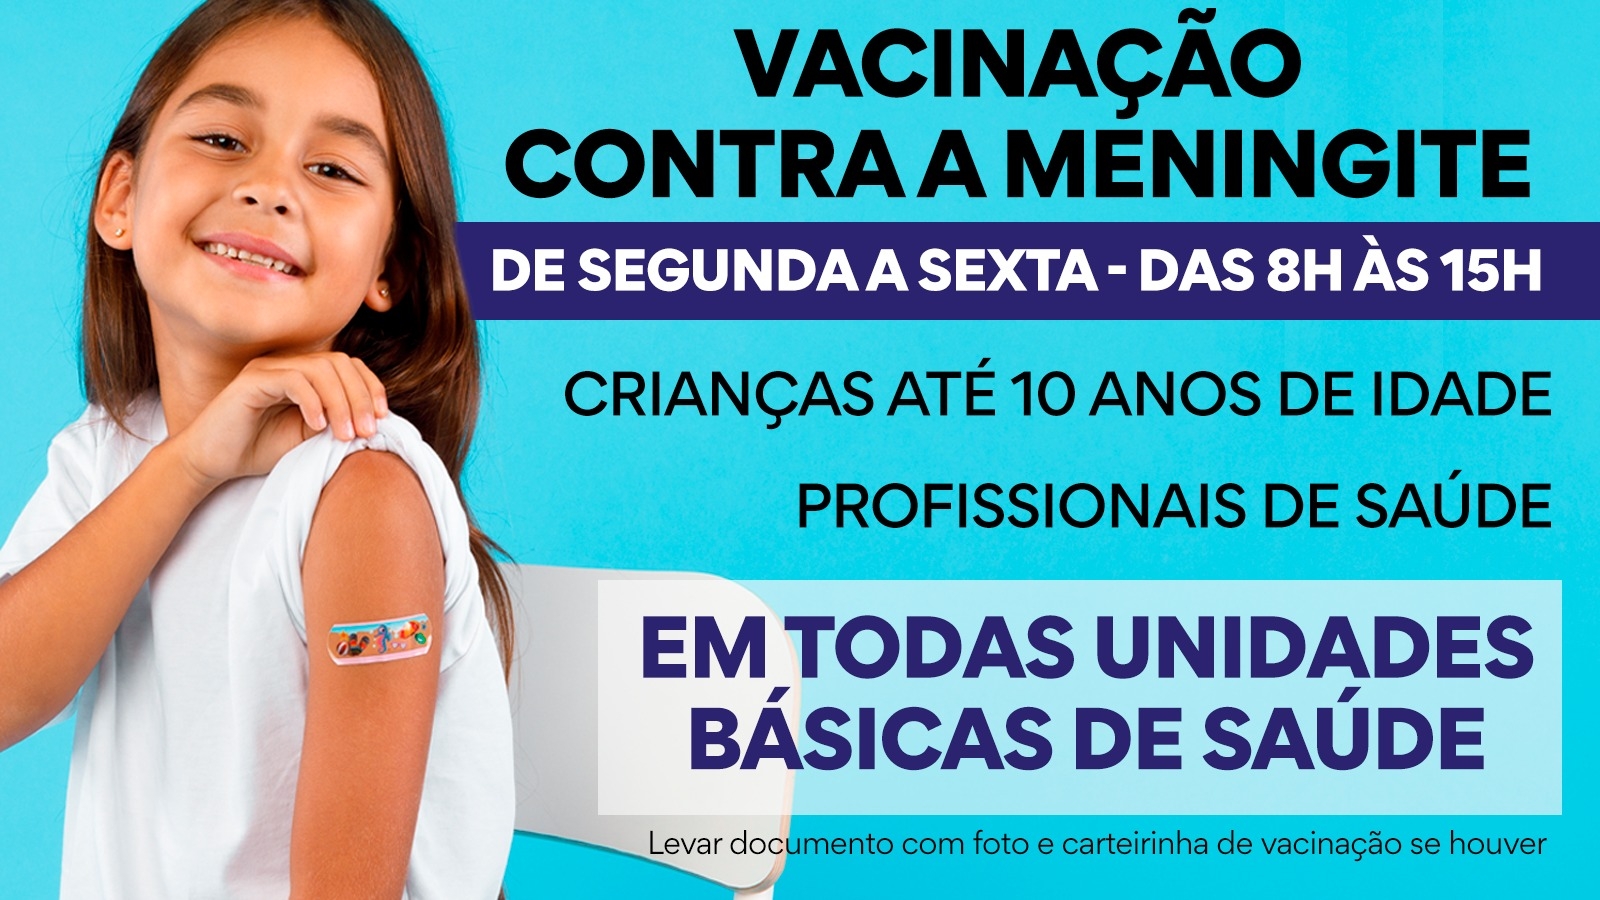 VACINAÇÃO
CONTRA A MENINGITE
DE SEGUNDA A SEXTA - DAS 8H ÀS 15H
CRIANÇAS ATÉ 10 ANOS DE IDADE
PROFISSIONAIS DE SAÚDE
EM TODAS UNIDADES
BÁSICAS DE SAÚDE
Levar documento com foto e carteirinha de vacinação se houver